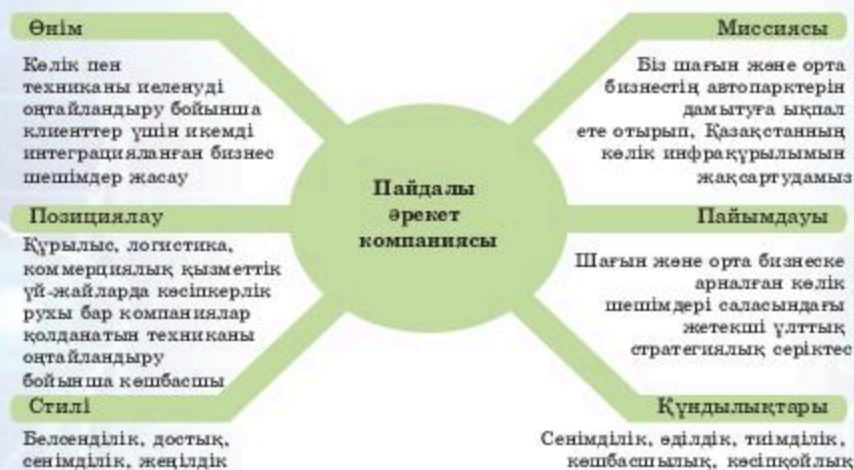 Өнім
Көлік пен
техниканы иеленуді
оңтайландыру бойынша
клиенттер үшін икемді
интеграцияланған бизнес
шешімдер жасау
Позициялау
Құрылыс, логистика,
коммерциялық қызметтік
үй-жайларда кәсіпкерлік
рухы бар компаниялар
қолданатын техниканы
оңтайландыру
бойынша көшбасшы
Стилі
Белсенділік, достық,
сенімділік, жеңілдік
Пайдалы
әрекет
компаниясы
Миссиясы
Біз шағын және орта
бизнестің автопарктерін
дамытуға ықпал
ете отырып, Қазақстанның
көлік инфрақұрылымын
жақсартудамыз
Пайымдауы
Шағын және орта бизнеске
арналған көлік
шешімдері саласындағы
жетекші ұлттық
стратегиялық серіктес
Құндылықтары
Сенімділік, әділдік, тиімділік,
көшбасшылық, кәсіпқойлық